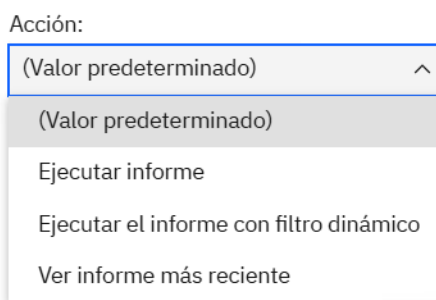 Acción:
(Valor predeterminado)
(Valor predeterminado)
Ejecutar informe
Ejecutar el informe con filtro dinámico
Ver informe más reciente